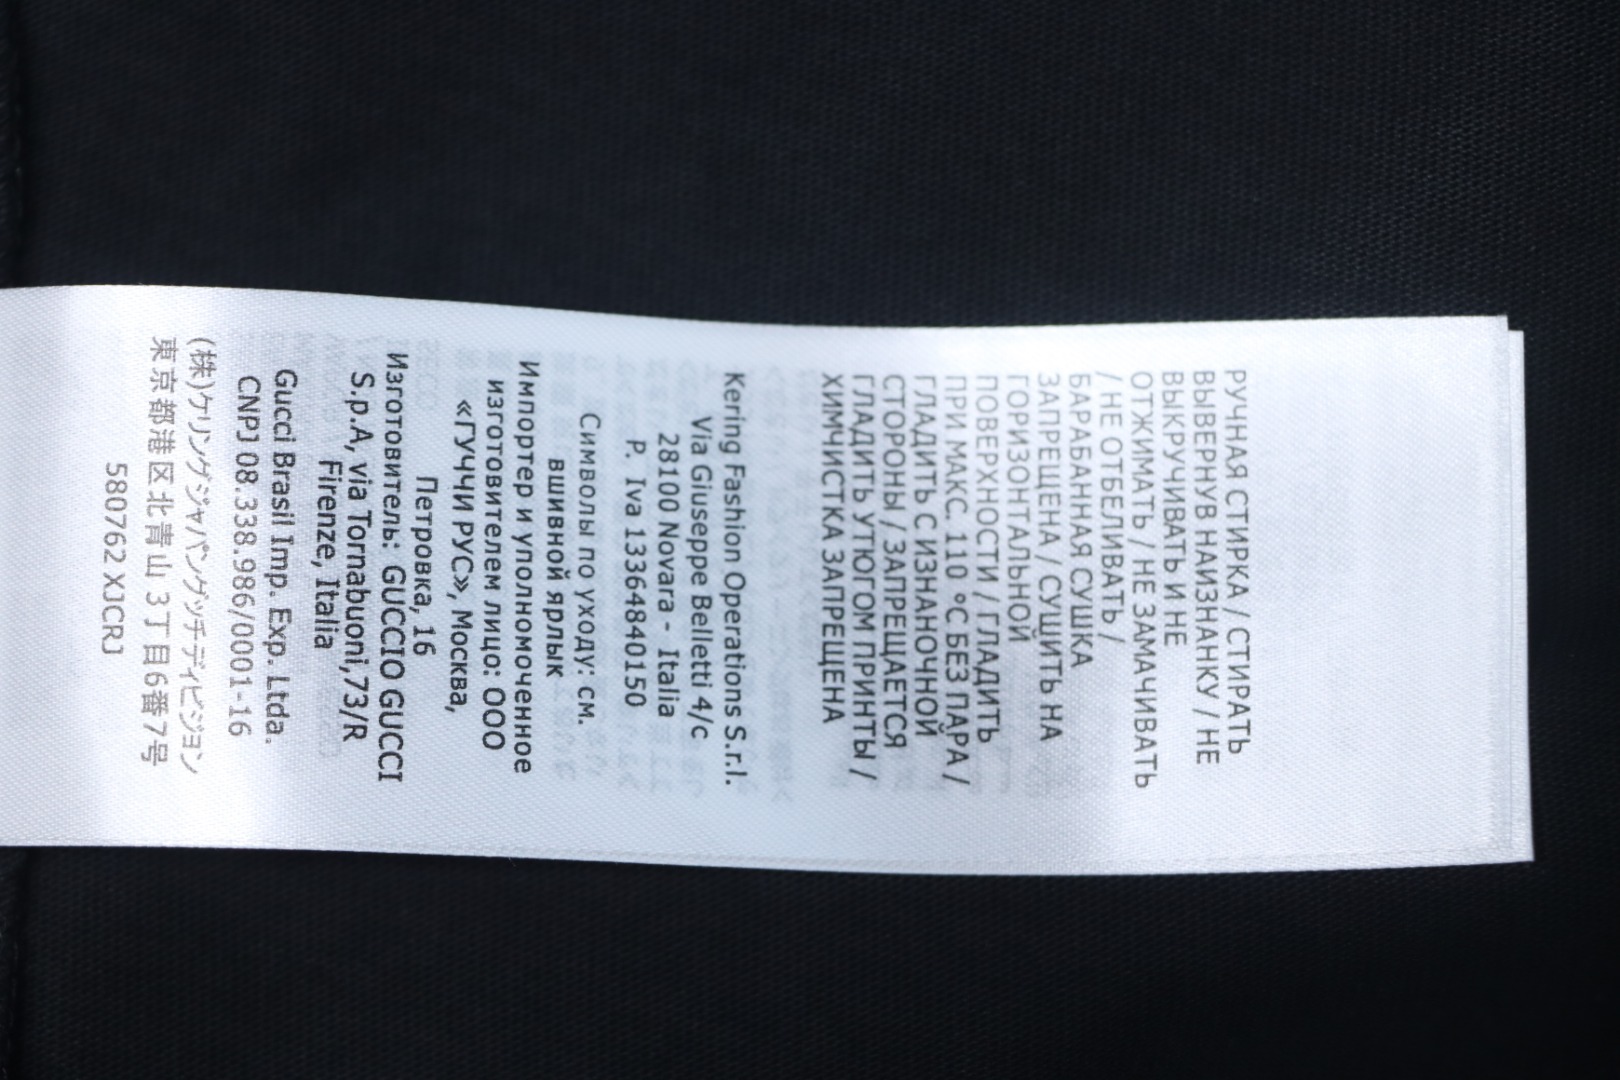 РУЧНАЯ СТИРКА / СТИРАТЬ
ВЫВЕРНУВ НАИЗНАНКУ / НЕ
ВЫКРУЧИВАТЬ И НЕ
ОТЖИМАТЬ / НЕ ЗАМАЧИВАТЬ
/ НЕ ОТБЕЛИВАТЬ /
БАРАБАННАЯ СУШКА
ЗАПРЕЩЕНА / СУШИТЬ НА
ГОРИЗОНТАЛЬНОЙ
ПОВЕРХНОСТИ / ГЛАДИТЬ
ПРИ МАКС. 110 °C БЕЗ ПАРА /
ГЛАДИТЬ С ИЗНАНОЧНОЙ
СТОРОНЫ / ЗАПРЕЩАЕТСЯ
ГЛАДИТЬ УТЮГОМ ПРИНТЫ /
ХИМЧИСТКА ЗАПРЕЩЕНА
Kering Fashion Operations S.r.l.
Via Giuseppe Belletti 4/c
28100 Novara - Italia
P. Iva 13364840150
Символы по уходу: см.
вшивной ярлык
Импортер и уполномоченное
изготовителем лицо: ООО
«ГУЧЧИ РУС», Москва,
Петровка, 16
Изготовитель: GUCCIO GUCCI
S.p.A, via Tornabuoni,73/R
Firenze, Italia
Gucci Brasil Imp. Exp. Ltda.
CNPJ 08.338.986/0001-16
(株)ケリングジャパングッチディビジョン
東京都港区北青山 3丁目6番7号
580762 XJCRJ